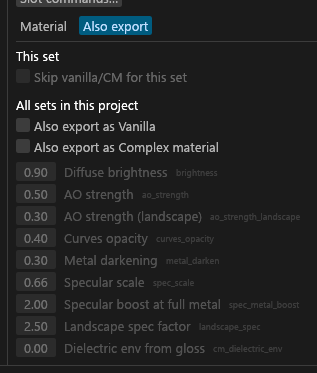 Slot commands...
Material Also export
This set
Skip vanilla/CM for this set
All sets in this project
Also export as Vanilla
Also export as Complex material
0.90 Diffuse brightness brightness
0.50 AO strength ao_strength
0.30 AO strength (landscape) ao_strength_landscape
0.40 Curves opacity curves_opacity
0.30 Metal darkening metal_darken
0.66 Specular scale spec_scale
2.00 Specular boost at full metal spec_metal_boost
2.50 Landscape spec factor landscape_spec
0.00 Dielectric env from gloss cm_dielectric_env